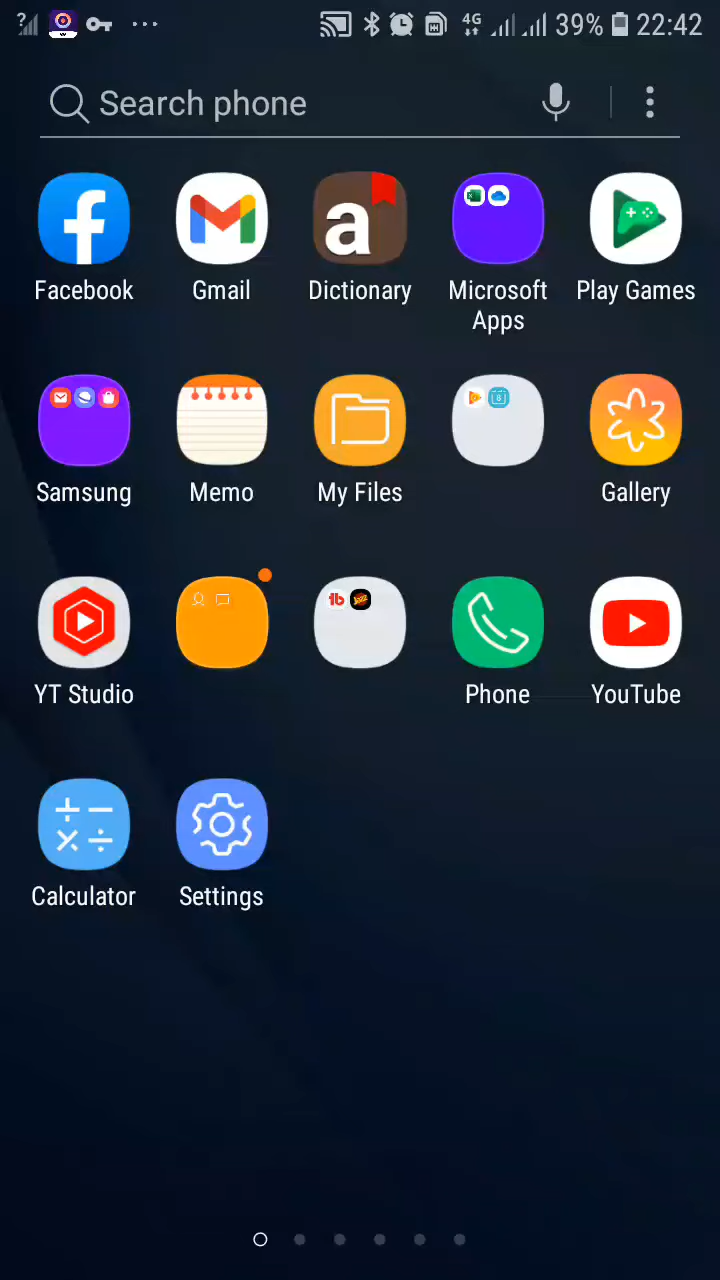 4G 39% 22:42
Search phone
Facebook
Gmail
Dictionary
Microsoft Apps
Play Games
Samsung
Memo
My Files
Gallery
YT Studio
Phone
YouTube
Calculator
Settings